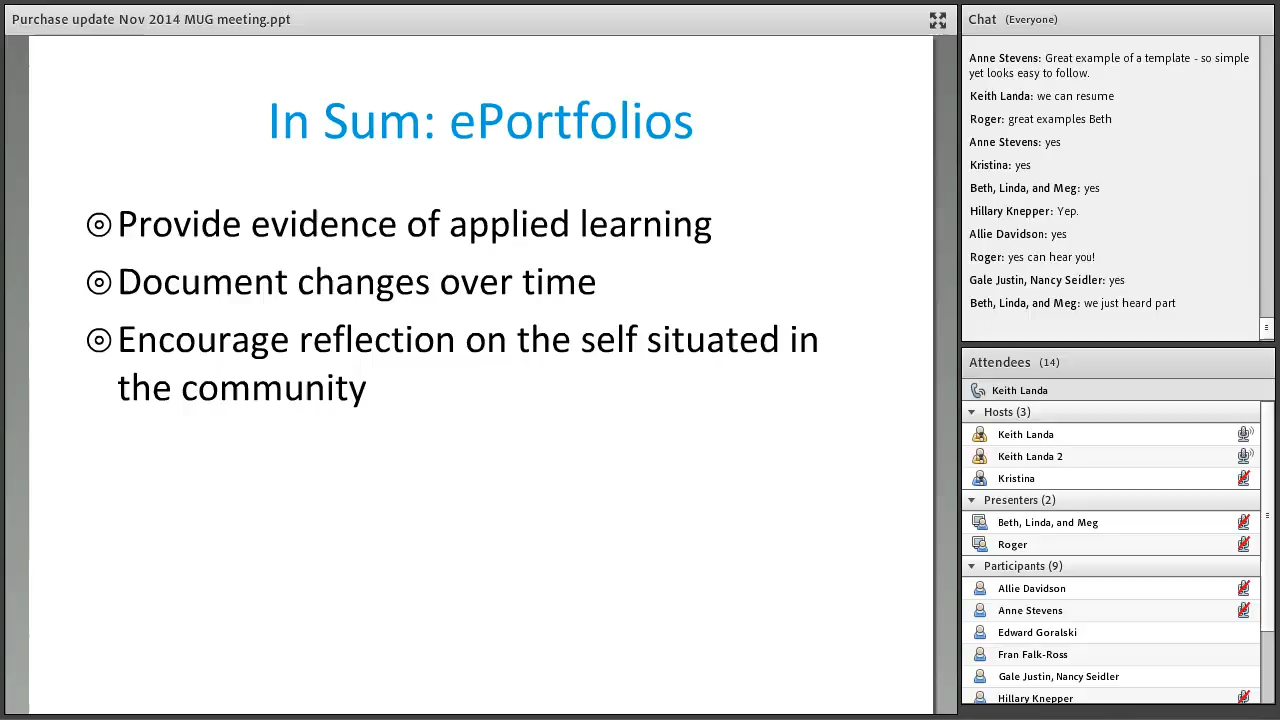 Purchase update Nov 2014 MUG meeting.ppt
In Sum: ePortfolios
Provide evidence of applied learning
Document changes over time
Encourage reflection on the self situated in
the community
Chat (Everyone)
Anne Stevens: Great example of a template - so simple
yet looks easy to follow.
Keith Landa: we can resume
Roger: great examples Beth
Anne Stevens: yes
Kristina: yes
Beth, Linda, and Meg: yes
Hillary Knepper: Yep.
Allie Davidson: yes
Roger: yes can hear you!
Gale Justin, Nancy Seidler: yes
Beth, Linda, and Meg: we just heard part
Attendees (14)
Keith Landa
Hosts (3)
Keith Landa
Keith Landa 2
Kristina
Presenters (2)
Beth, Linda, and Meg
Roger
Participants (9)
Allie Davidson
Anne Stevens
Edward Goralski
Fran Falk-Ross
Gale Justin, Nancy Seidler
Hillary Knepper